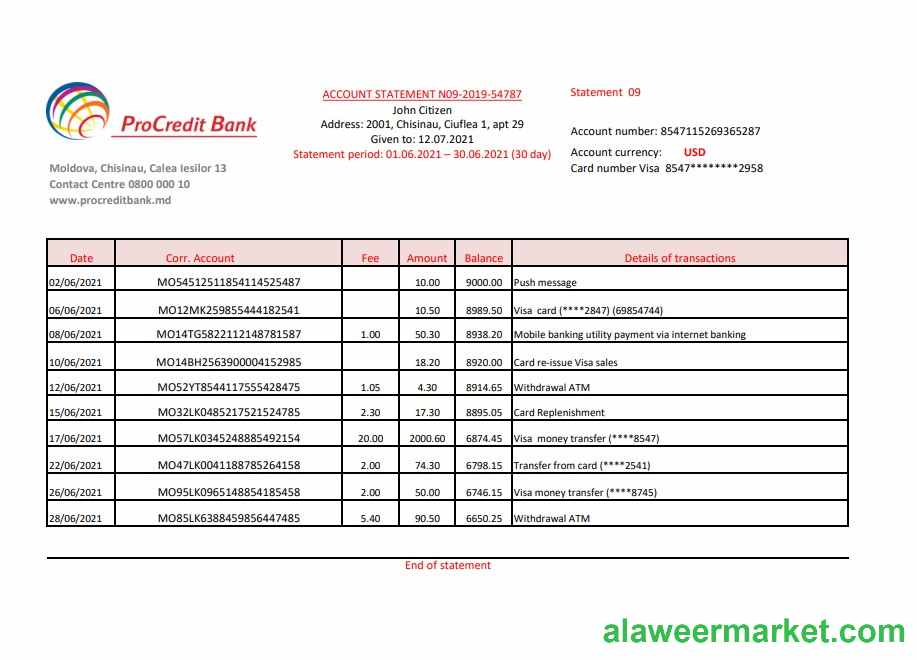 ProCredit Bank
Moldova, Chisinau, Calea Iesilor 13
Contact Centre 0800 000 10
www.procreditbank.md
ACCOUNT STATEMENT N09-2019-54787
John Citizen
Address: 2001, Chisinau, Ciuflea 1, apt 29
Given to: 12.07.2021
Statement period: 01.06.2021 – 30.06.2021 (30 day)
Statement 09
Account number: 8547115269365287
Account currency: USD
Card number Visa 8547********2958
Date Corr. Account Fee Amount Balance Details of transactions
02/06/2021 MO54512511854114525487 10.00 9000.00 Push message
06/06/2021 MO12MK259855444182541 10.50 8989.50 Visa card (****2847) (69854744)
08/06/2021 MO14TG5822112148781587 1.00 50.30 8938.20 Mobile banking utility payment via internet banking
10/06/2021 MO14BH2563900004152985 18.20 8920.00 Card re-issue Visa sales
12/06/2021 MO52YT8544117555428475 1.05 4.30 8914.65 Withdrawal ATM
15/06/2021 MO32LK0485217521524785 2.30 17.30 8895.05 Card Replenishment
17/06/2021 MO57LK0345248885492154 20.00 2000.60 6874.45 Visa money transfer (****8547)
22/06/2021 MO47LK0041188785264158 2.00 74.30 6798.15 Transfer from card (****2541)
26/06/2021 MO95LK0965148854185458 2.00 50.00 6746.15 Visa money transfer (****8745)
28/06/2021 MO85LK6388459856447485 5.40 90.50 6650.25 Withdrawal ATM
End of statement
alaweermarket.com